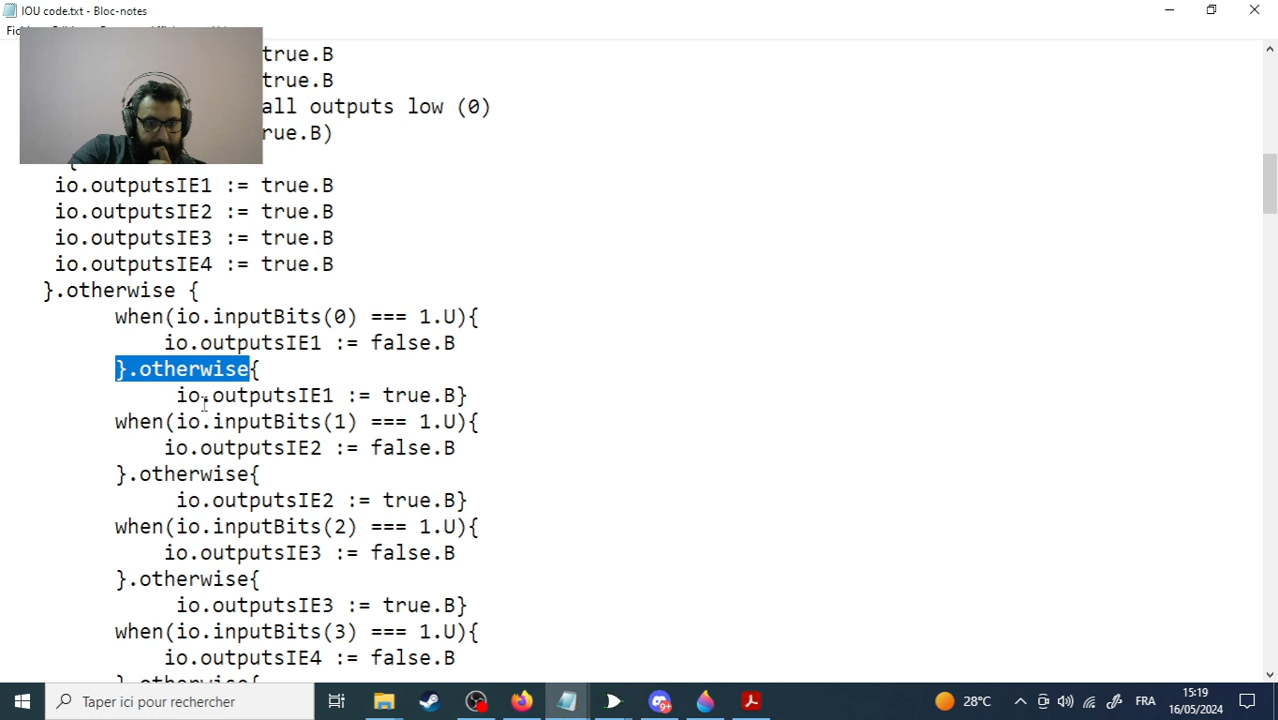 IOU code.txt - Bloc-notes
true.B
true.B
all outputs low (0)
rue.B)
{
io.outputsIE1 := true.B
io.outputsIE2 := true.B
io.outputsIE3 := true.B
io.outputsIE4 := true.B
}.otherwise {
when(io.inputBits(0) === 1.U){
io.outputsIE1 := false.B
}.otherwise{
io.outputsIE1 := true.B}
when(io.inputBits(1) === 1.U){
io.outputsIE2 := false.B
}.otherwise{
io.outputsIE2 := true.B}
when(io.inputBits(2) === 1.U){
io.outputsIE3 := false.B
}.otherwise{
io.outputsIE3 := true.B}
when(io.inputBits(3) === 1.U){
io.outputsIE4 := false.B
}.otherwise{
Taper ici pour rechercher
9+
28°C
FRA
15:19
16/05/2024